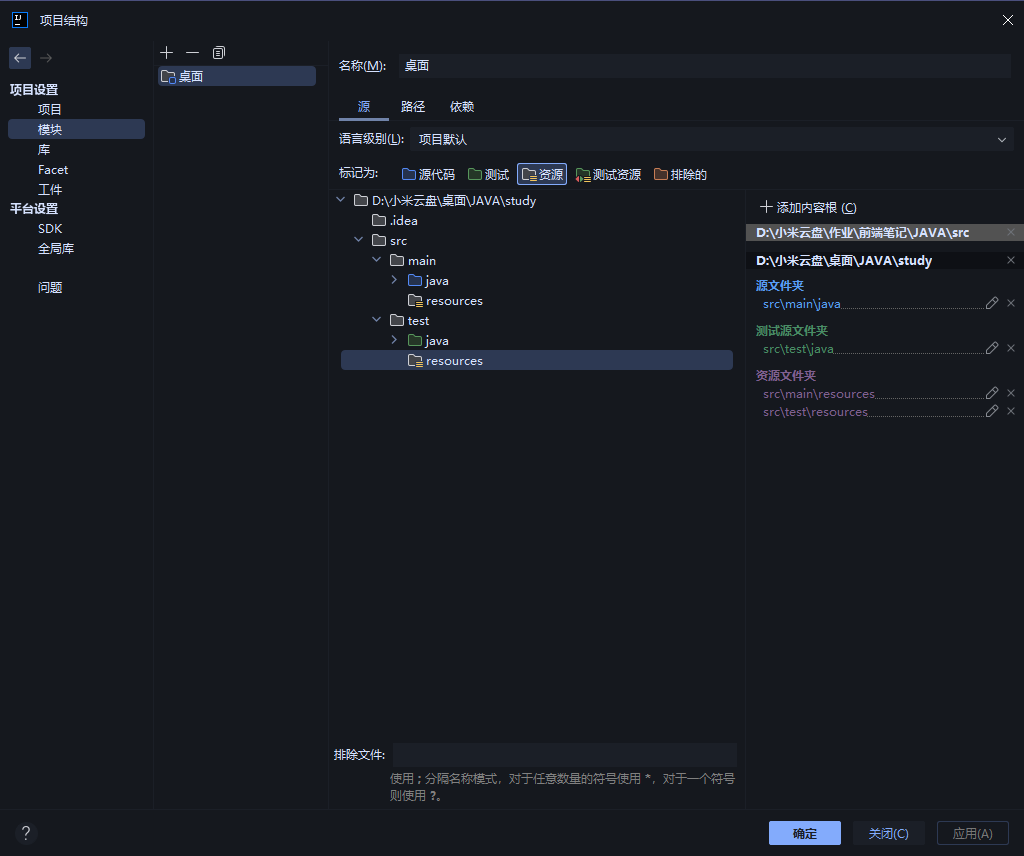 项目结构
项目设置
项目
模块
库
Facet
工件
平台设置
SDK
全局库
问题
桌面
名称(M):
桌面
源
路径
依赖
语言级别(L):
项目默认
标记为:
源代码
测试
资源
测试资源
排除的
D:\小米云盘\桌面\JAVA\study
.idea
src
main
java
resources
test
java
resources
排除文件:
使用 ; 分隔名称模式，对于任意数量的符号使用 *，对于一个符号
则使用 ?。
添加内容根 (C)
D:\小米云盘\作业\前端笔记\JAVA\src
D:\小米云盘\桌面\JAVA\study
源文件夹
src\main\java
测试源文件夹
src\test\java
资源文件夹
src\main\resources
src\test\resources
?
确定
关闭(C)
应用(A)